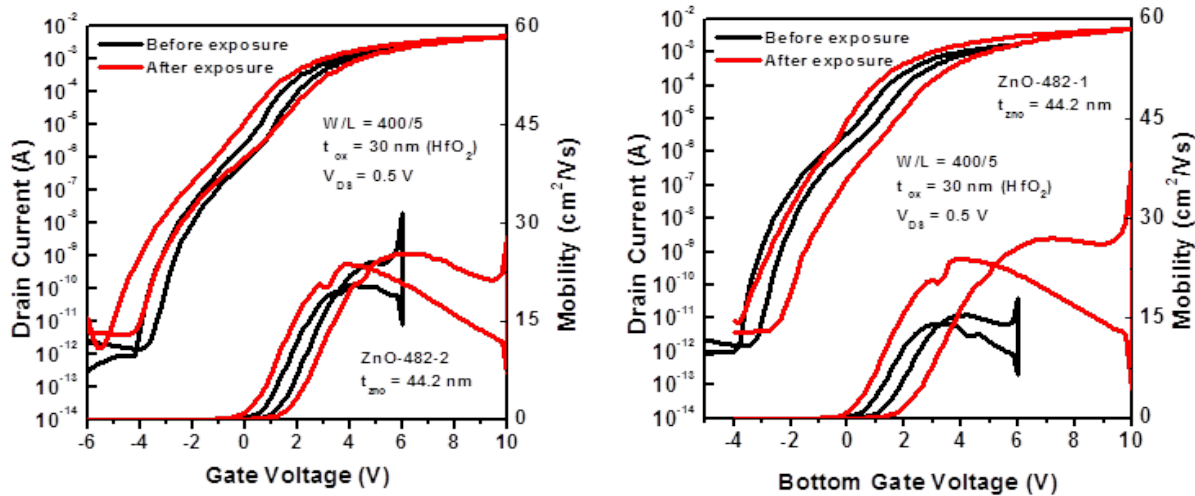 10⁻²
10⁻³
10⁻⁴
10⁻⁵
10⁻⁶
10⁻⁷
10⁻⁸
10⁻⁹
10⁻¹⁰
10⁻¹¹
10⁻¹²
10⁻¹³
10⁻¹⁴
Drain Current (A)
Before exposure
After exposure
W/L = 400/5
t_ox = 30 nm (HfO₂)
V_DS = 0.5 V
ZnO-482-2
t_zno = 44.2 nm
60
45
30
15
0
Mobility (cm²/Vs)
-6 -4 -2 0 2 4 6 8 10
Gate Voltage (V)
10⁻²
10⁻³
10⁻⁴
10⁻⁵
10⁻⁶
10⁻⁷
10⁻⁸
10⁻⁹
10⁻¹⁰
10⁻¹¹
10⁻¹²
10⁻¹³
10⁻¹⁴
Drain Current (A)
Before exposure
After exposure
ZnO-482-1
t_zno = 44.2 nm
W/L = 400/5
t_ox = 30 nm (HfO₂)
V_DS = 0.5 V
60
45
30
15
0
Mobility (cm²/Vs)
-4 -2 0 2 4 6 8 10
Bottom Gate Voltage (V)